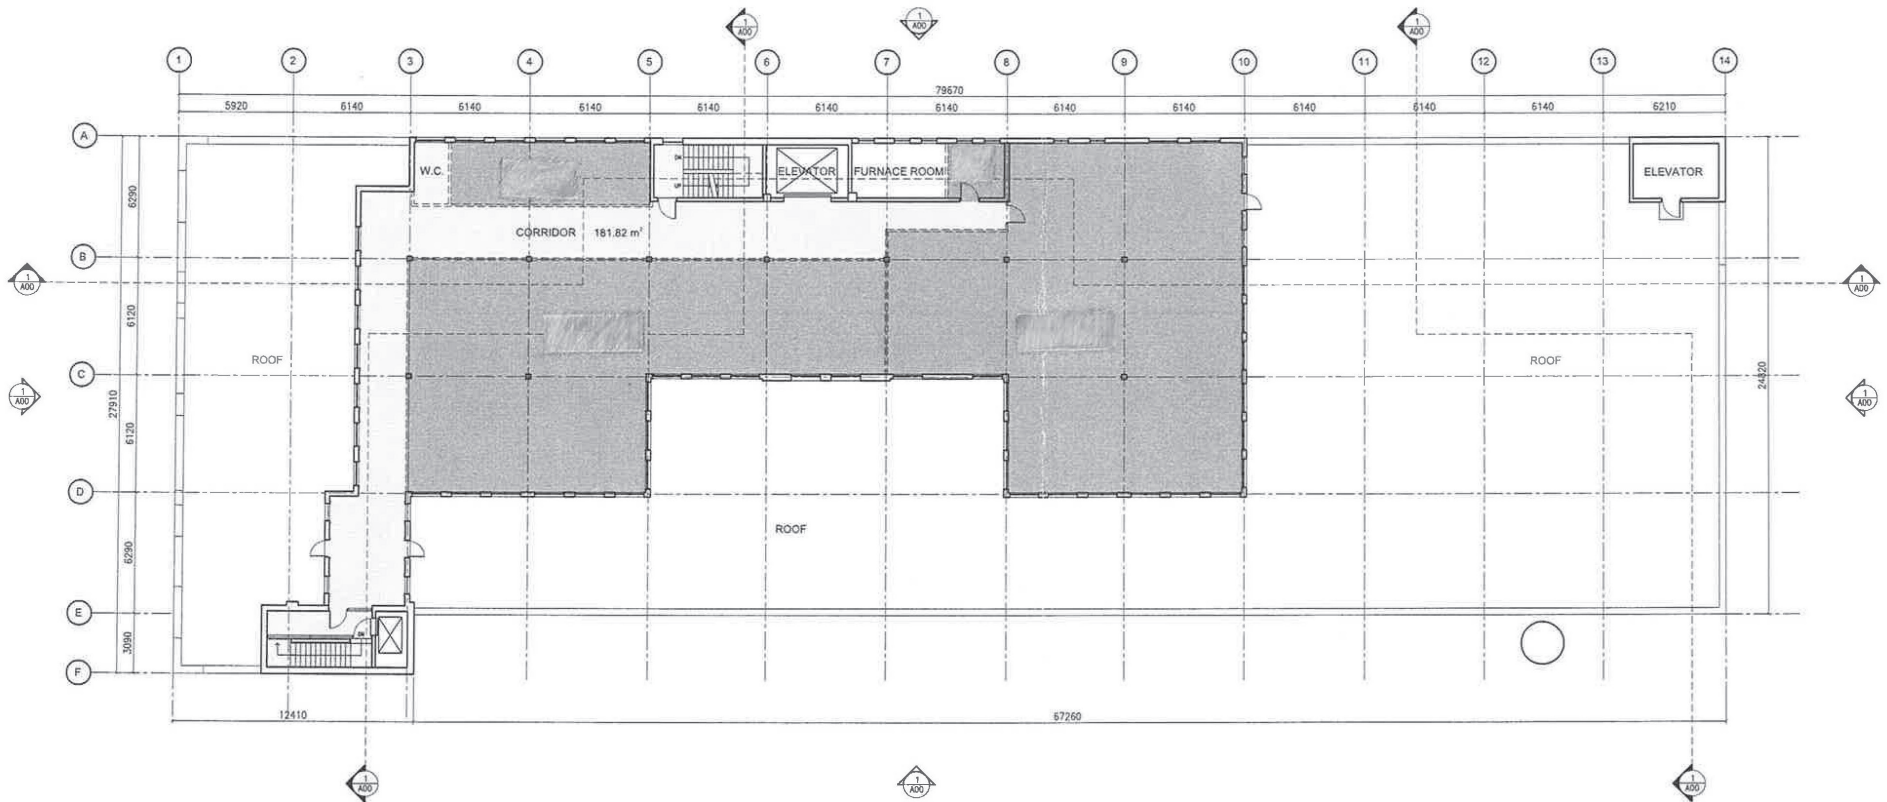 1
A00
1
A00
1
A00
1 2 3 4 5 6 7 8 9 10 11 12 13 14
79670
5920 6140 6140 6140 6140 6140 6140 6140 6140 6140 6140 6140 6210
A
W.C. ELEVATOR FURNACE ROOM ELEVATOR
DN
UP
6290
CORRIDOR 181.82 m²
B
1
A00
1
A00
6120
ROOF ROOF
C
24820
1
A00
27910
1
A00
6120
D
ROOF
6290
E
DN
3090
F
12410 67260
1
A00
1
A00
1
A00